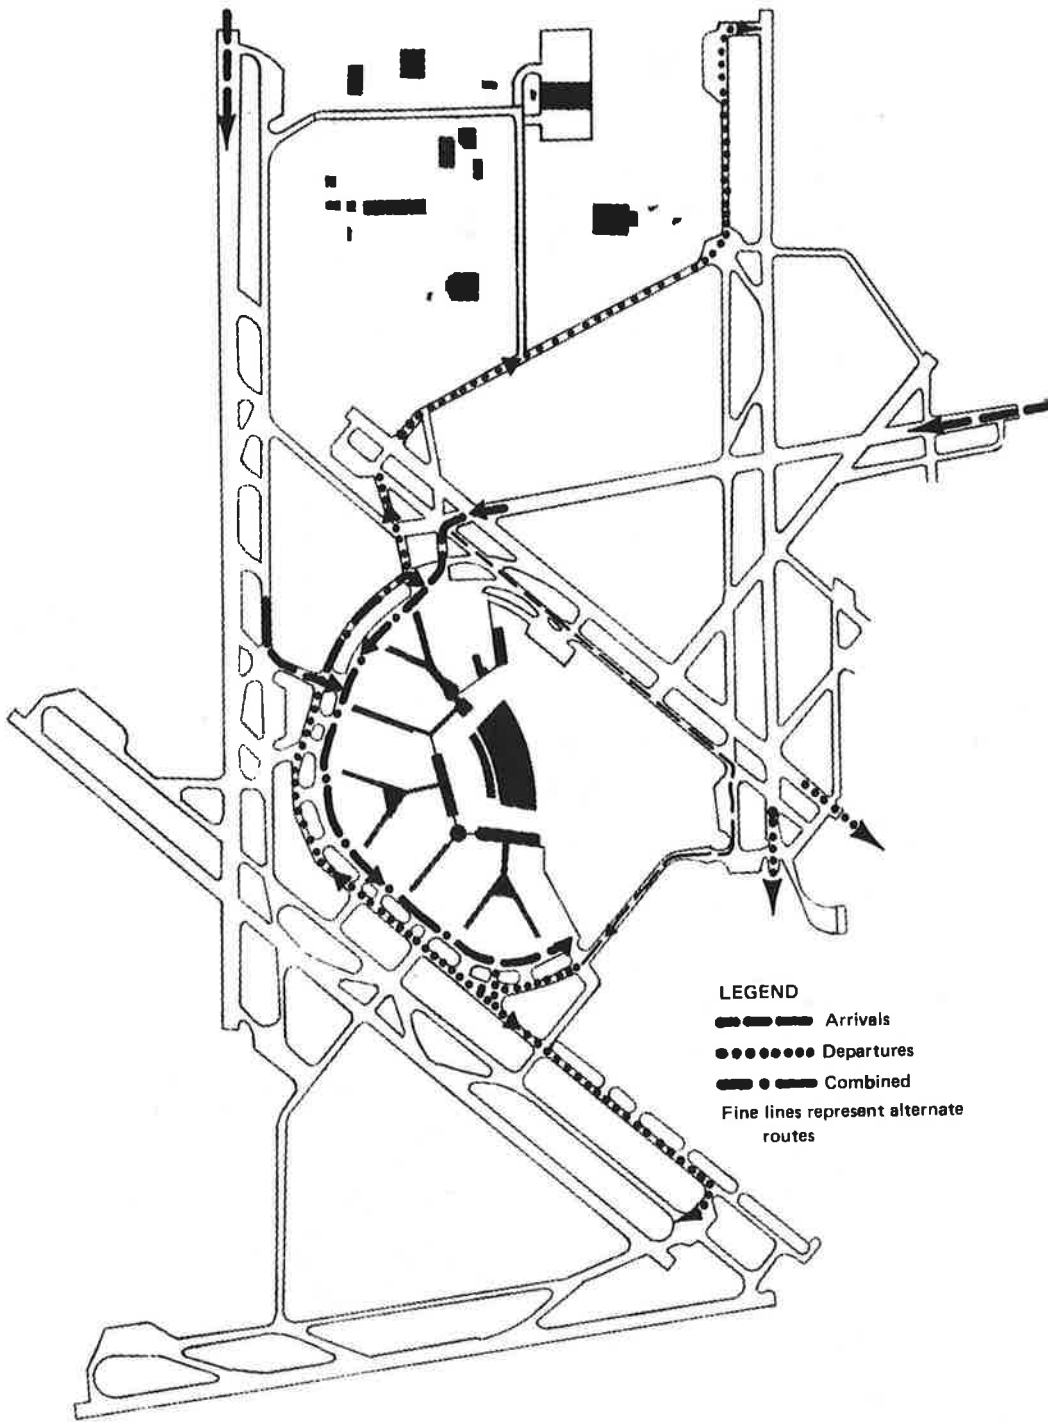 LEGEND
Arrivals
Departures
Combined
Fine lines represent alternate
routes